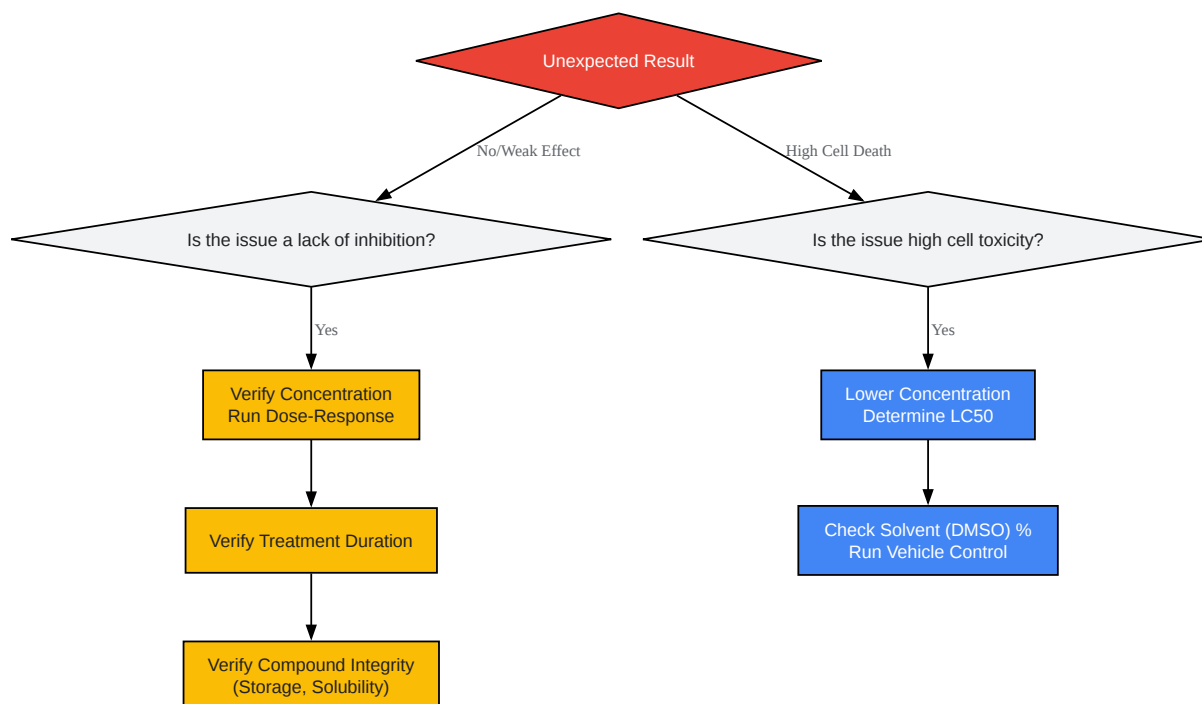 Unexpected Result
No/Weak Effect
High Cell Death
Is the issue a lack of inhibition?
Is the issue high cell toxicity?
Yes
Yes
Verify Concentration
Run Dose-Response
Lower Concentration
Determine LC50
Verify Treatment Duration
Check Solvent (DMSO) %
Run Vehicle Control
Verify Compound Integrity
(Storage, Solubility)